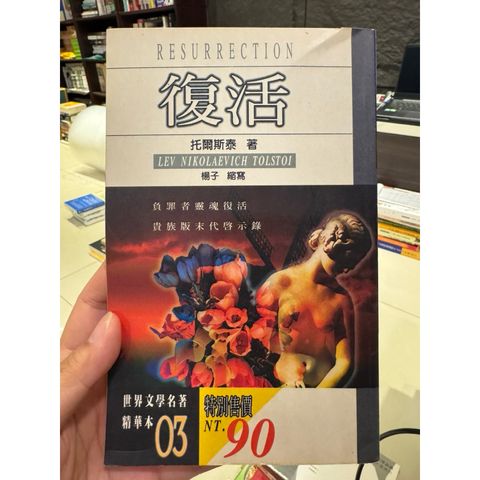 RESURRECTION
復活
托爾斯泰 著
LEV NIKOLAEVICH TOLSTOI
楊子 縮寫
負罪者靈魂復活
貴族版末代啓示錄
世界文學名著
精華本 03
特別售價
NT. 90